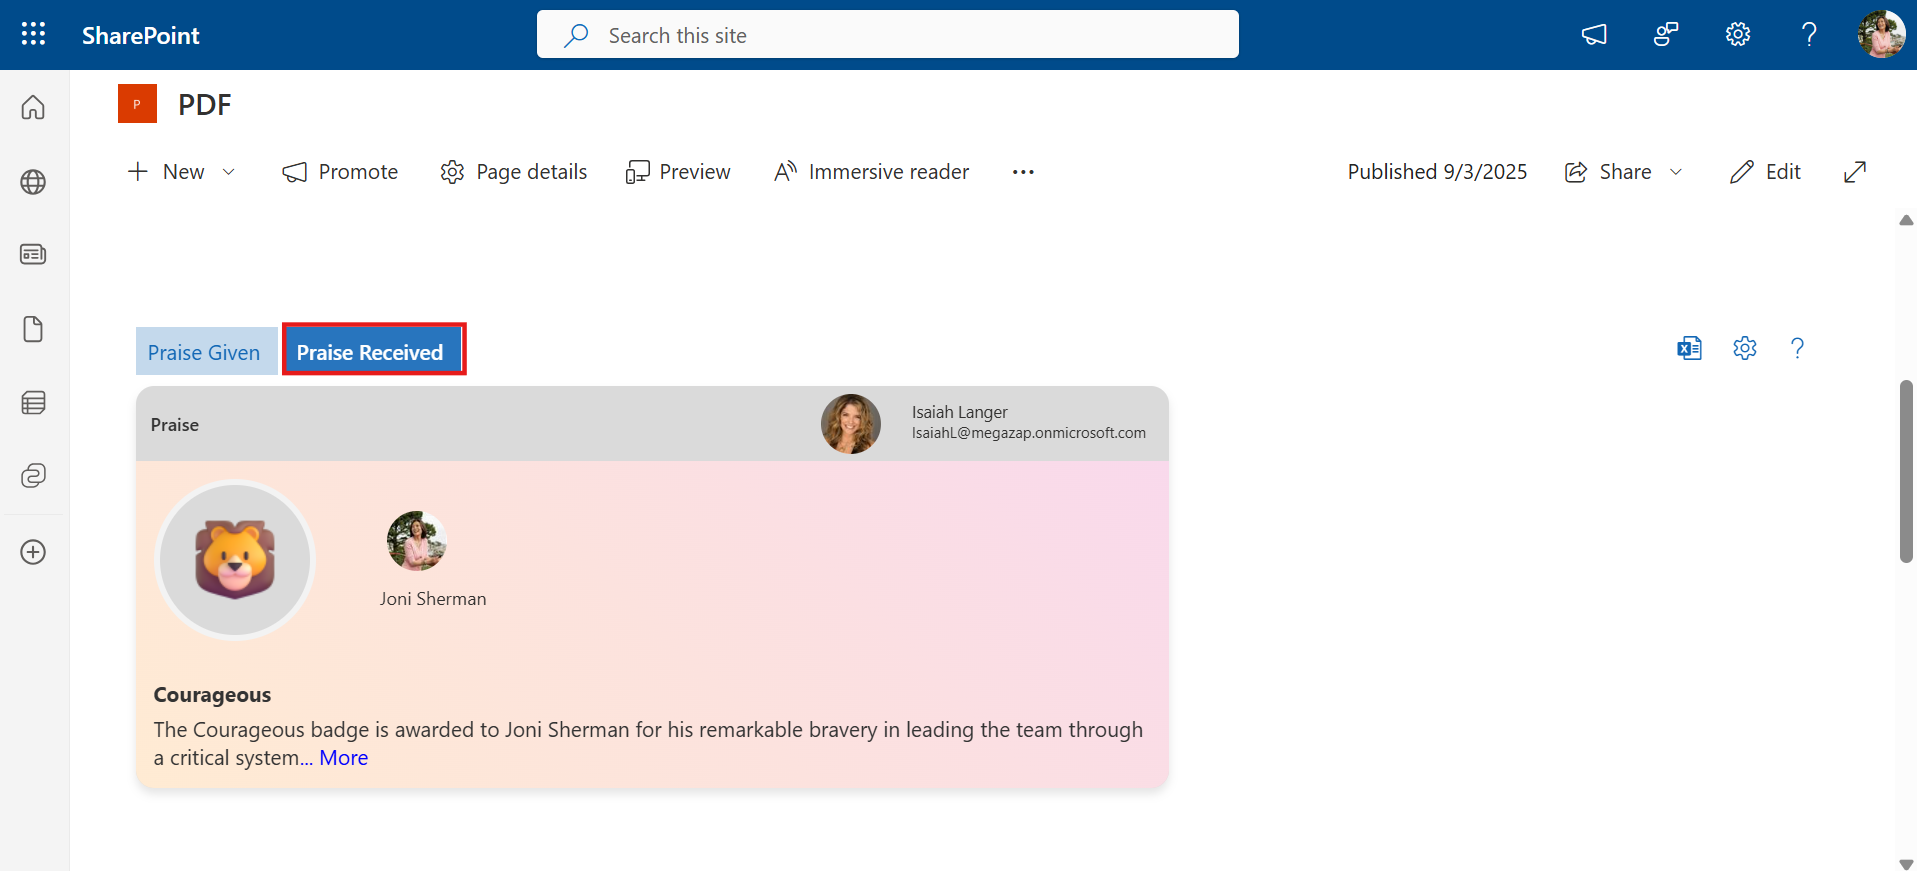 SharePoint
Search this site
P
PDF
New
Promote
Page details
Preview
Immersive reader
Published 9/3/2025
Share
Edit
Praise Given
Praise Received
Praise
Isaiah Langer
IsaiahL@megazap.onmicrosoft.com
Joni Sherman
Courageous
The Courageous badge is awarded to Joni Sherman for his remarkable bravery in leading the team through
a critical system... More